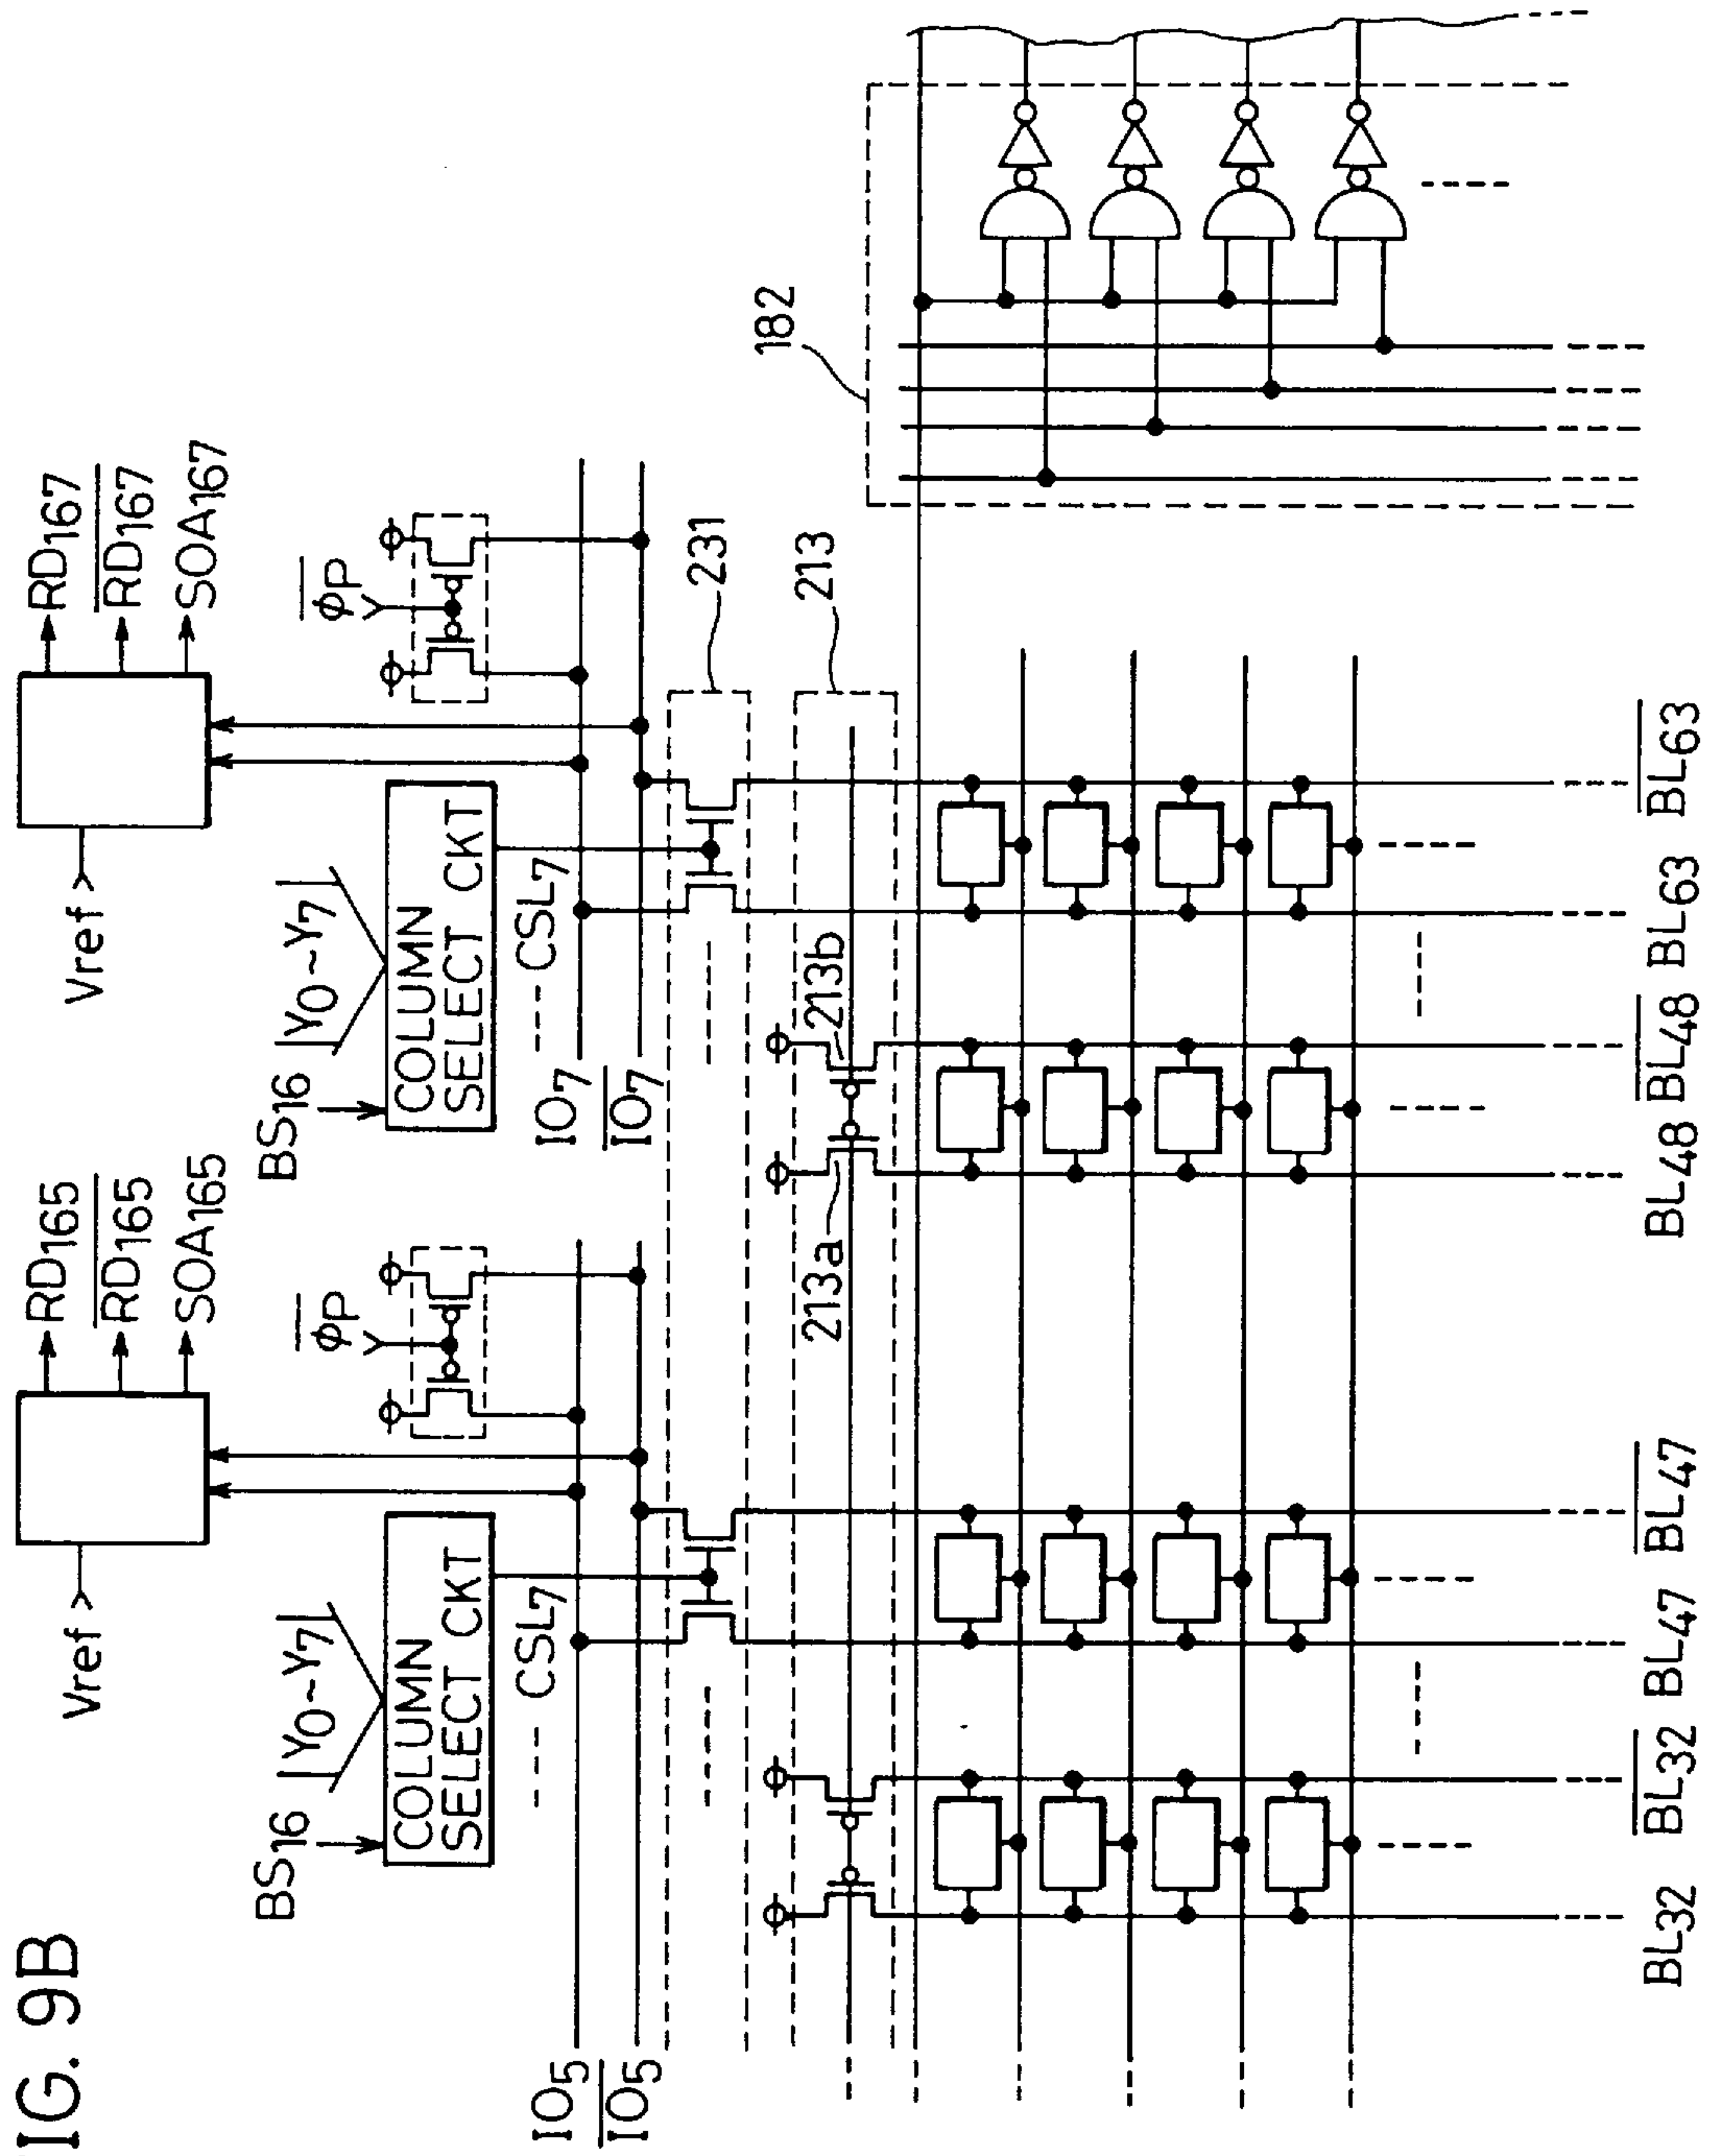 IG. 9B
Vref
RD165
RD165
SOA165
Vref
RD167
RD167
SOA167
BS16
Y0~Y7
COLUMN
SELECT CKT
φP
BS16
Y0~Y7
COLUMN
SELECT CKT
φP
CSL7
CSL7
IO5
IO5
IO7
IO7
231
213a
213b
213
182
BL32
BL32
BL47
BL47
BL48
BL48
BL63
BL63